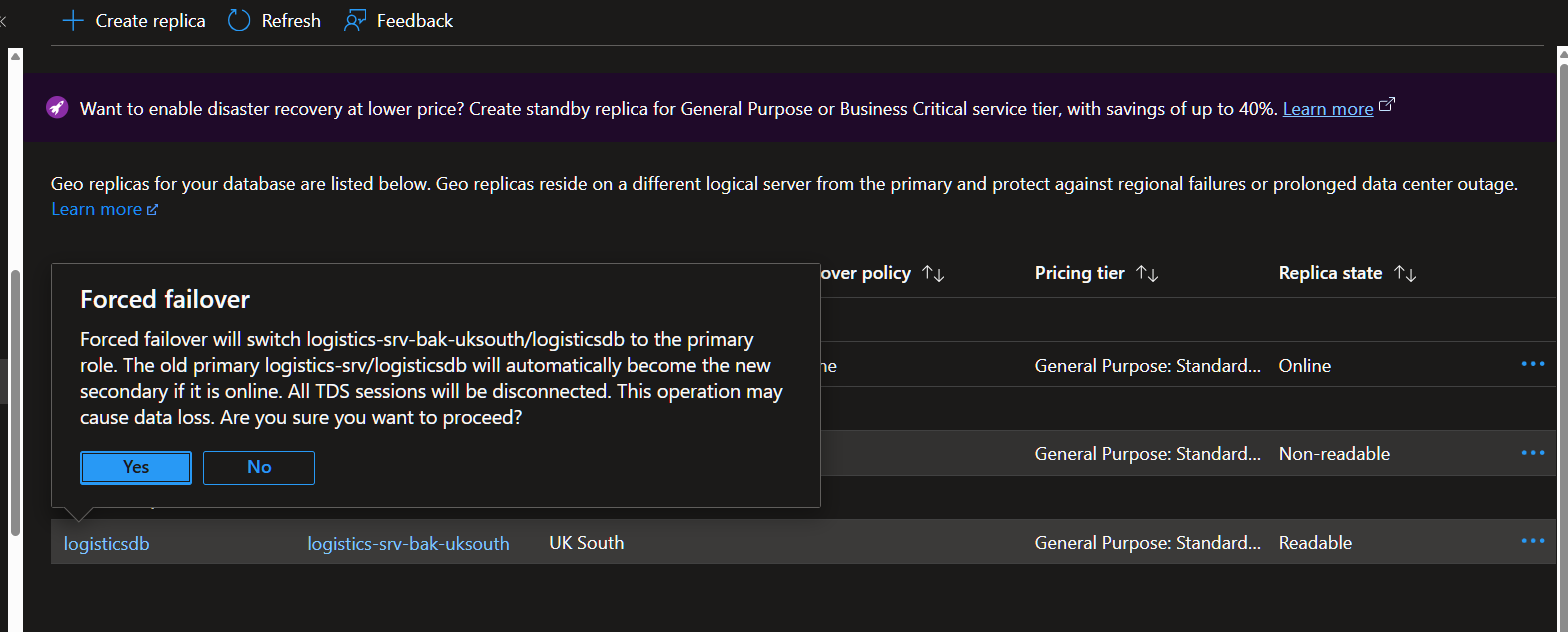 Create replica Refresh Feedback
Want to enable disaster recovery at lower price? Create standby replica for General Purpose or Business Critical service tier, with savings of up to 40%. Learn more
Geo replicas for your database are listed below. Geo replicas reside on a different logical server from the primary and protect against regional failures or prolonged data center outage.
Learn more
over policy Pricing tier Replica state
Forced failover
Forced failover will switch logistics-srv-bak-uksouth/logisticsdb to the primary
role. The old primary logistics-srv/logisticsdb will automatically become the new
secondary if it is online. All TDS sessions will be disconnected. This operation may
cause data loss. Are you sure you want to proceed?
Yes No
ne General Purpose: Standard... Online
General Purpose: Standard... Non-readable
logisticsdb logistics-srv-bak-uksouth UK South General Purpose: Standard... Readable